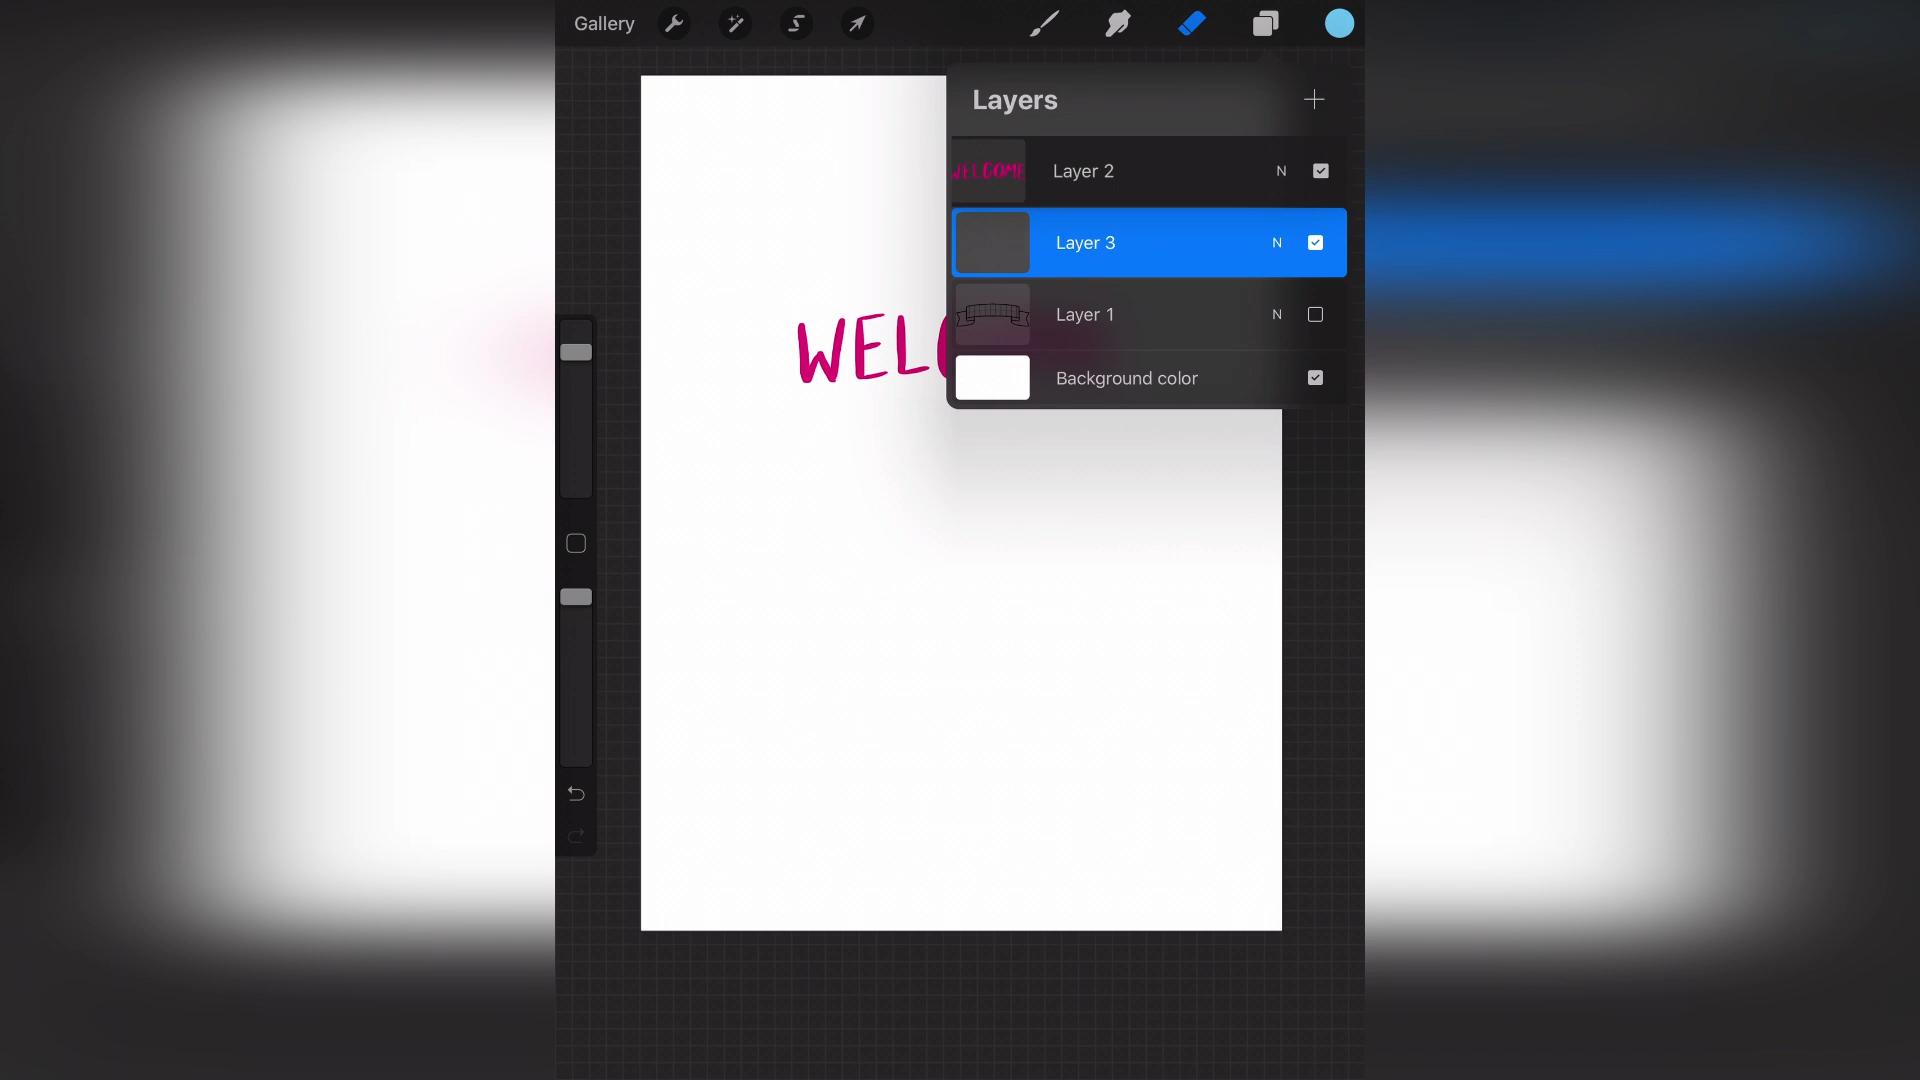 Gallery
Layers
WELCOME
Layer 2
N
Layer 3
N
Layer 1
N
Background color
WEL